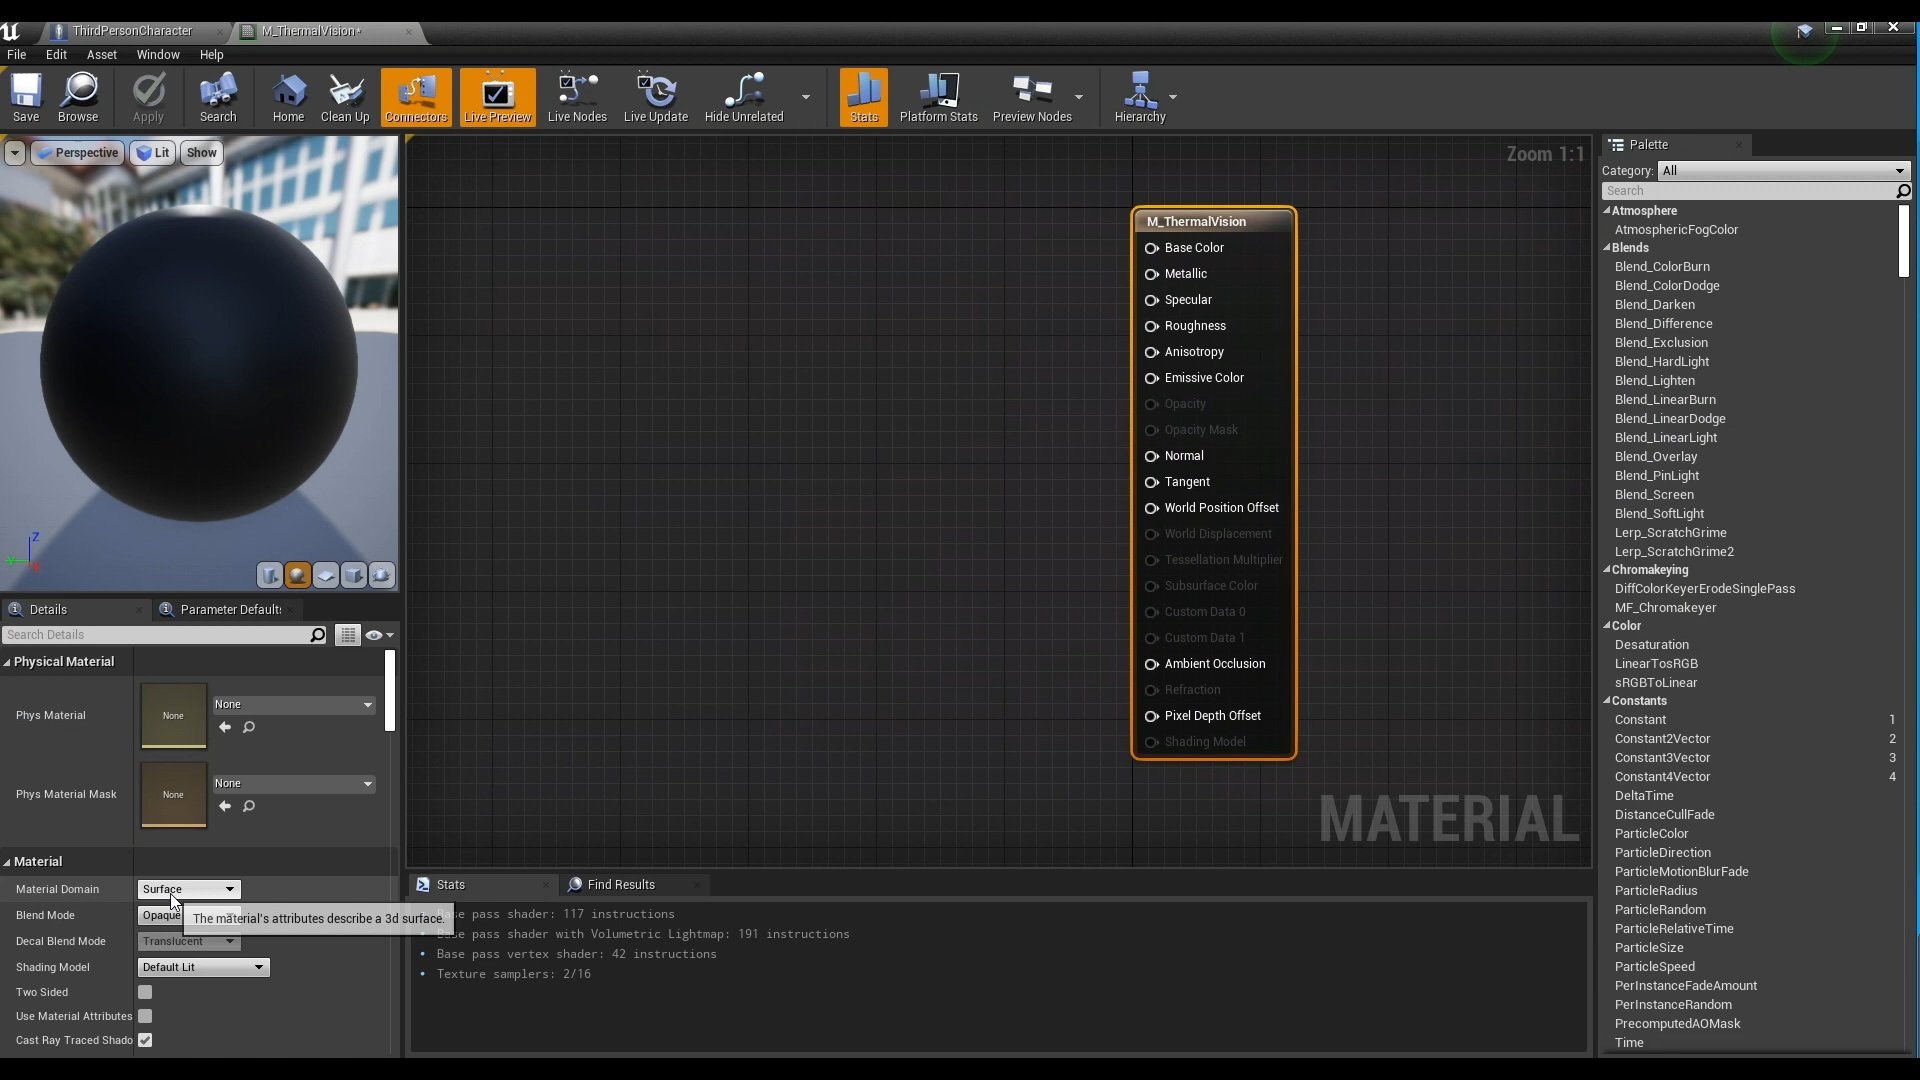 ThirdPersonCharacter
M_ThermalVision*
File Edit Asset Window Help
Save Browse Apply Search Home Clean Up Connectors Live Preview Live Nodes Live Update Hide Unrelated Stats Platform Stats Preview Nodes Hierarchy
Perspective Lit Show
Z
Zoom 1:1
M_ThermalVision
Base Color
Metallic
Specular
Roughness
Anisotropy
Emissive Color
Opacity
Opacity Mask
Normal
Tangent
World Position Offset
World Displacement
Tessellation Multiplier
Subsurface Color
Custom Data 0
Custom Data 1
Ambient Occlusion
Refraction
Pixel Depth Offset
Shading Model
MATERIAL
Details
Parameter Defaults
Search Details
Physical Material
Phys Material
None
None
Phys Material Mask
None
None
Material
Material Domain Surface
Blend Mode Opaque
The material's attributes describe a 3d surface.
Decal Blend Mode Translucent
Shading Model Default Lit
Two Sided
Use Material Attributes
Cast Ray Traced Shado
Stats
Find Results
Base pass shader: 117 instructions
Base pass shader with Volumetric Lightmap: 191 instructions
Base pass vertex shader: 42 instructions
Texture samplers: 2/16
Palette
Category: All
Search
Atmosphere
AtmosphericFogColor
Blends
Blend_ColorBurn
Blend_ColorDodge
Blend_Darken
Blend_Difference
Blend_Exclusion
Blend_HardLight
Blend_Lighten
Blend_LinearBurn
Blend_LinearDodge
Blend_LinearLight
Blend_Overlay
Blend_PinLight
Blend_Screen
Blend_SoftLight
Lerp_ScratchGrime
Lerp_ScratchGrime2
Chromakeying
DiffColorKeyerErodeSinglePass
MF_Chromakeyer
Color
Desaturation
LinearTosRGB
sRGBToLinear
Constants
Constant 1
Constant2Vector 2
Constant3Vector 3
Constant4Vector 4
DeltaTime
DistanceCullFade
ParticleColor
ParticleDirection
ParticleMotionBlurFade
ParticleRadius
ParticleRandom
ParticleRelativeTime
ParticleSize
ParticleSpeed
PerInstanceFadeAmount
PerInstanceRandom
PrecomputedAOMask
Time